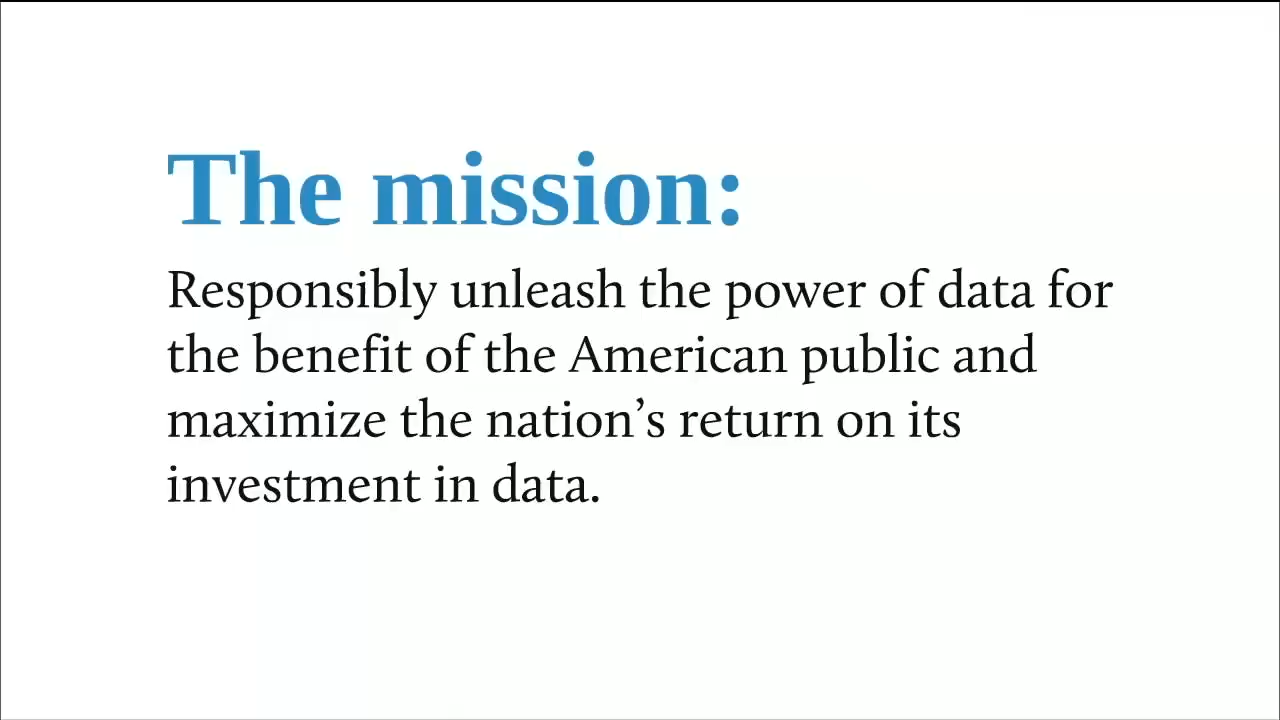 The mission:
Responsibly unleash the power of data for
the benefit of the American public and
maximize the nation’s return on its
investment in data.